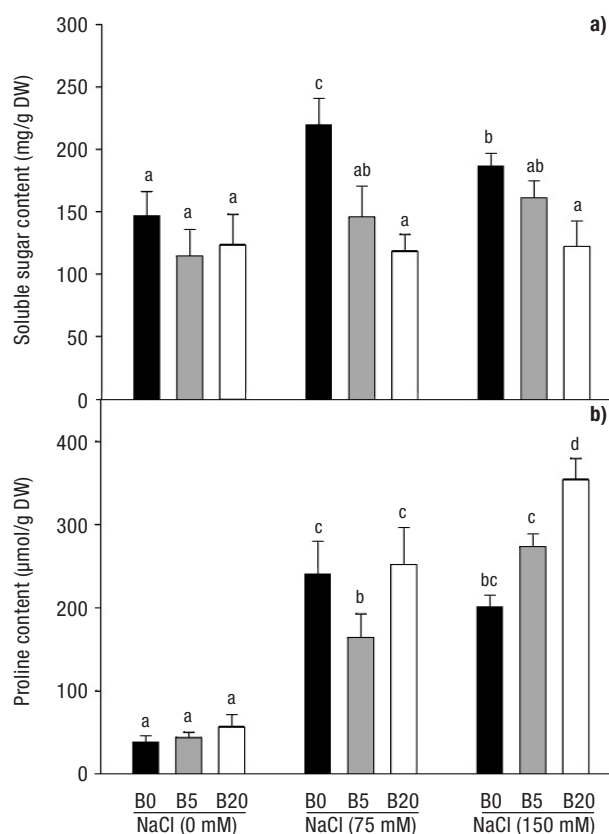 a)
300
250
200
150
100
50
0
Soluble sugar content (mg/g DW)
a a a c ab a b ab a
b)
400
300
200
100
0
Proline content (µmol/g DW)
a a a c b c bc c d
B0 B5 B20 B0 B5 B20 B0 B5 B20
NaCl (0 mM) NaCl (75 mM) NaCl (150 mM)